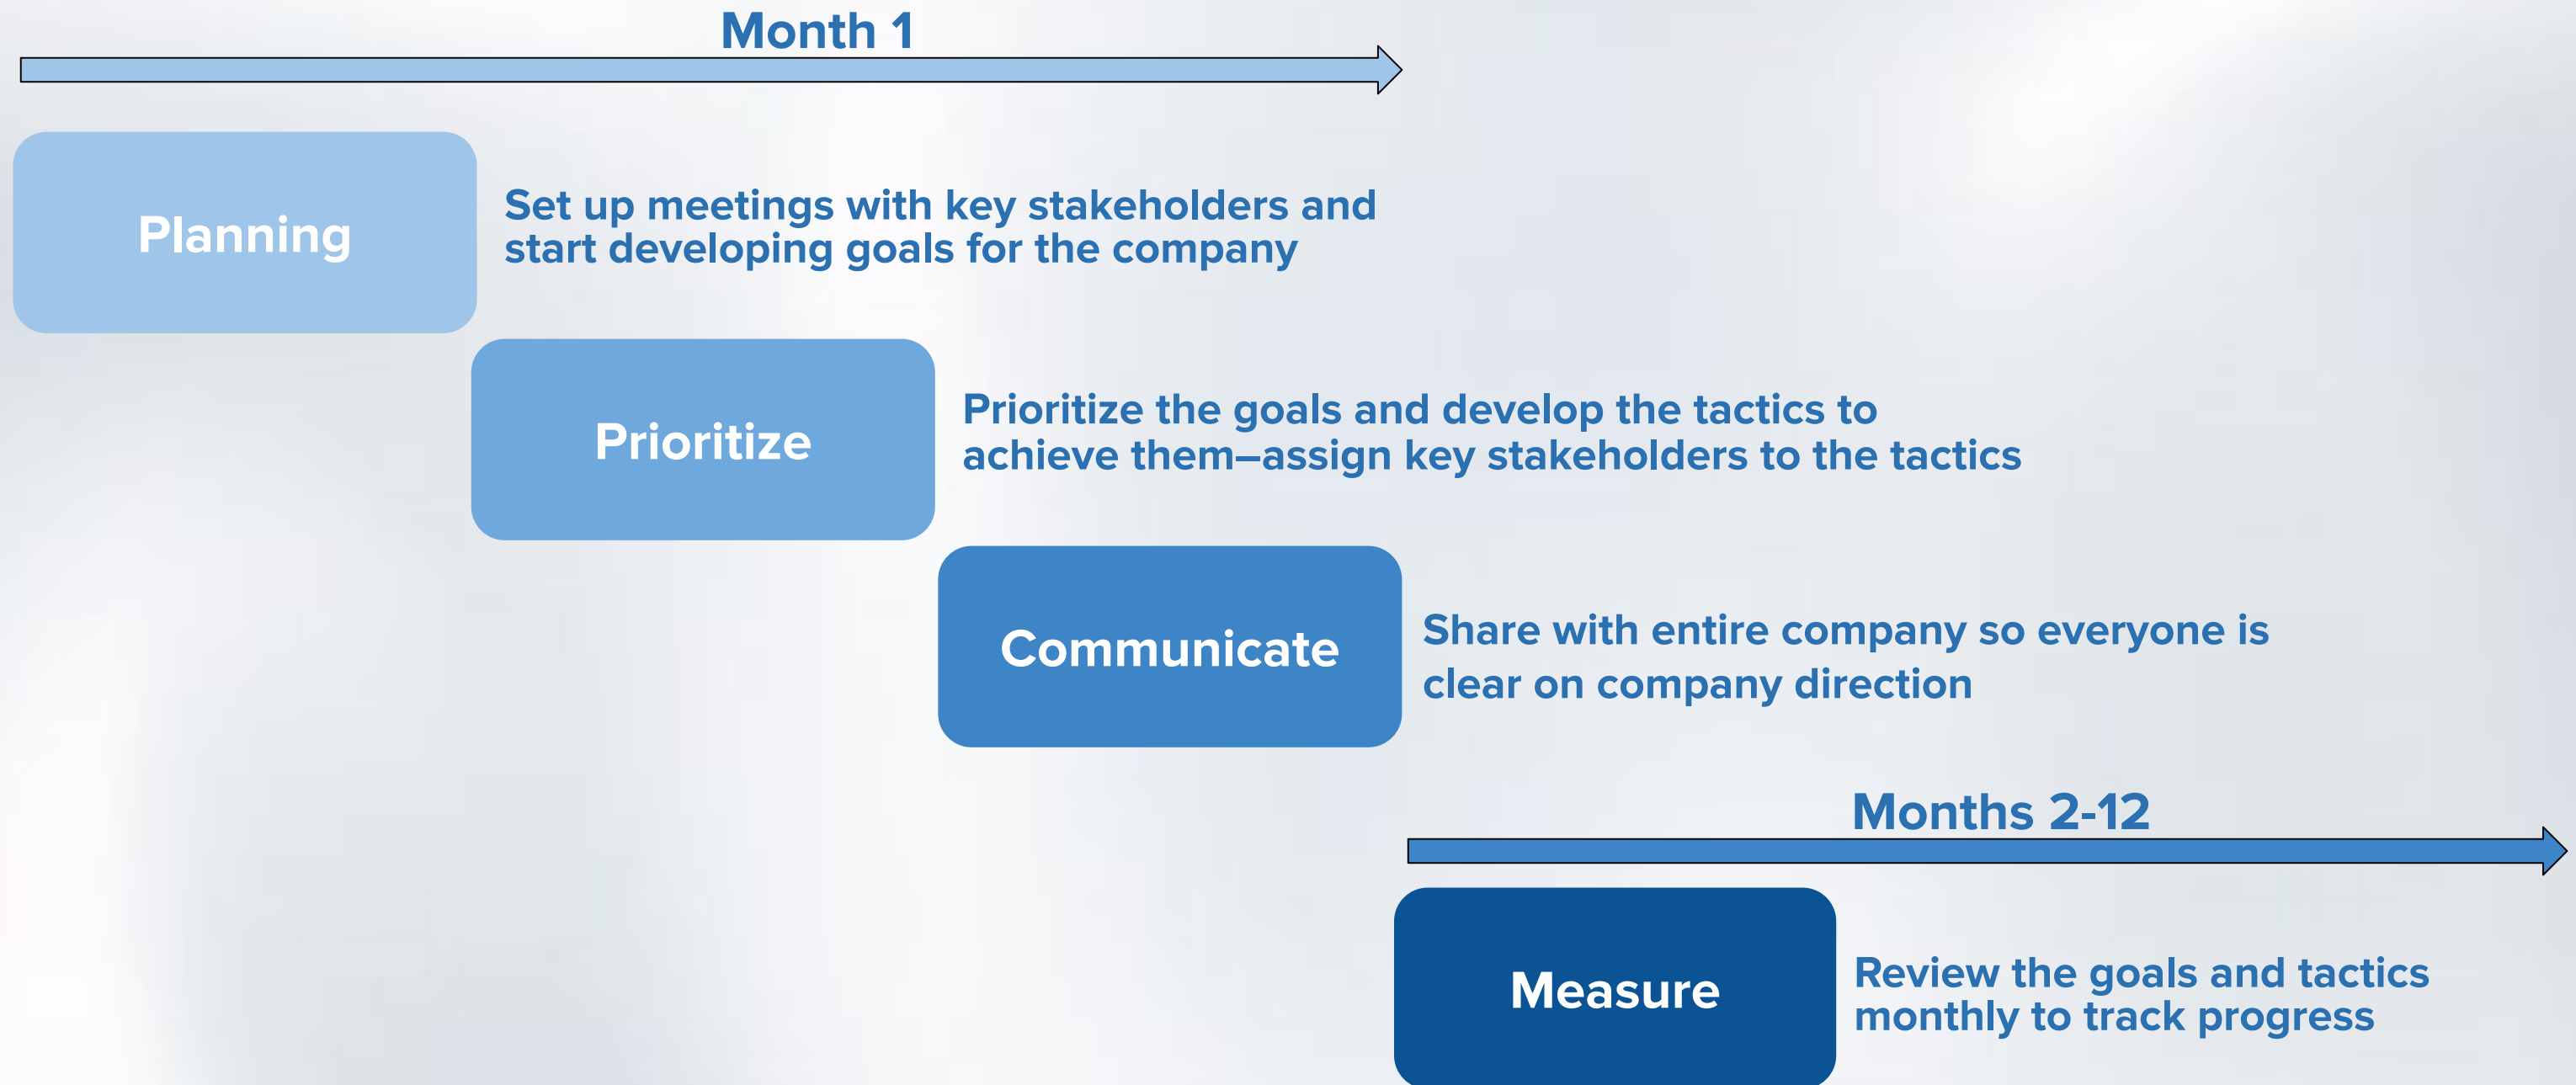 Month 1
Planning
Set up meetings with key stakeholders and
start developing goals for the company
Prioritize
Prioritize the goals and develop the tactics to
achieve them–assign key stakeholders to the tactics
Communicate
Share with entire company so everyone is
clear on company direction
Months 2-12
Measure
Review the goals and tactics
monthly to track progress